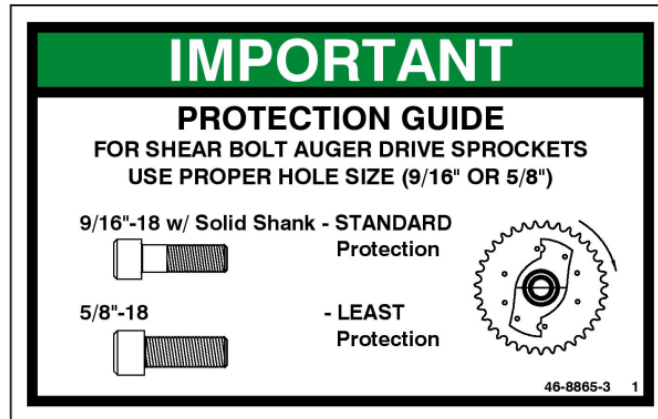 IMPORTANT
PROTECTION GUIDE
FOR SHEAR BOLT AUGER DRIVE SPROCKETS
USE PROPER HOLE SIZE (9/16" OR 5/8")
9/16"-18 w/ Solid Shank - STANDARD
Protection
5/8"-18 - LEAST
Protection
46-8865-3 1